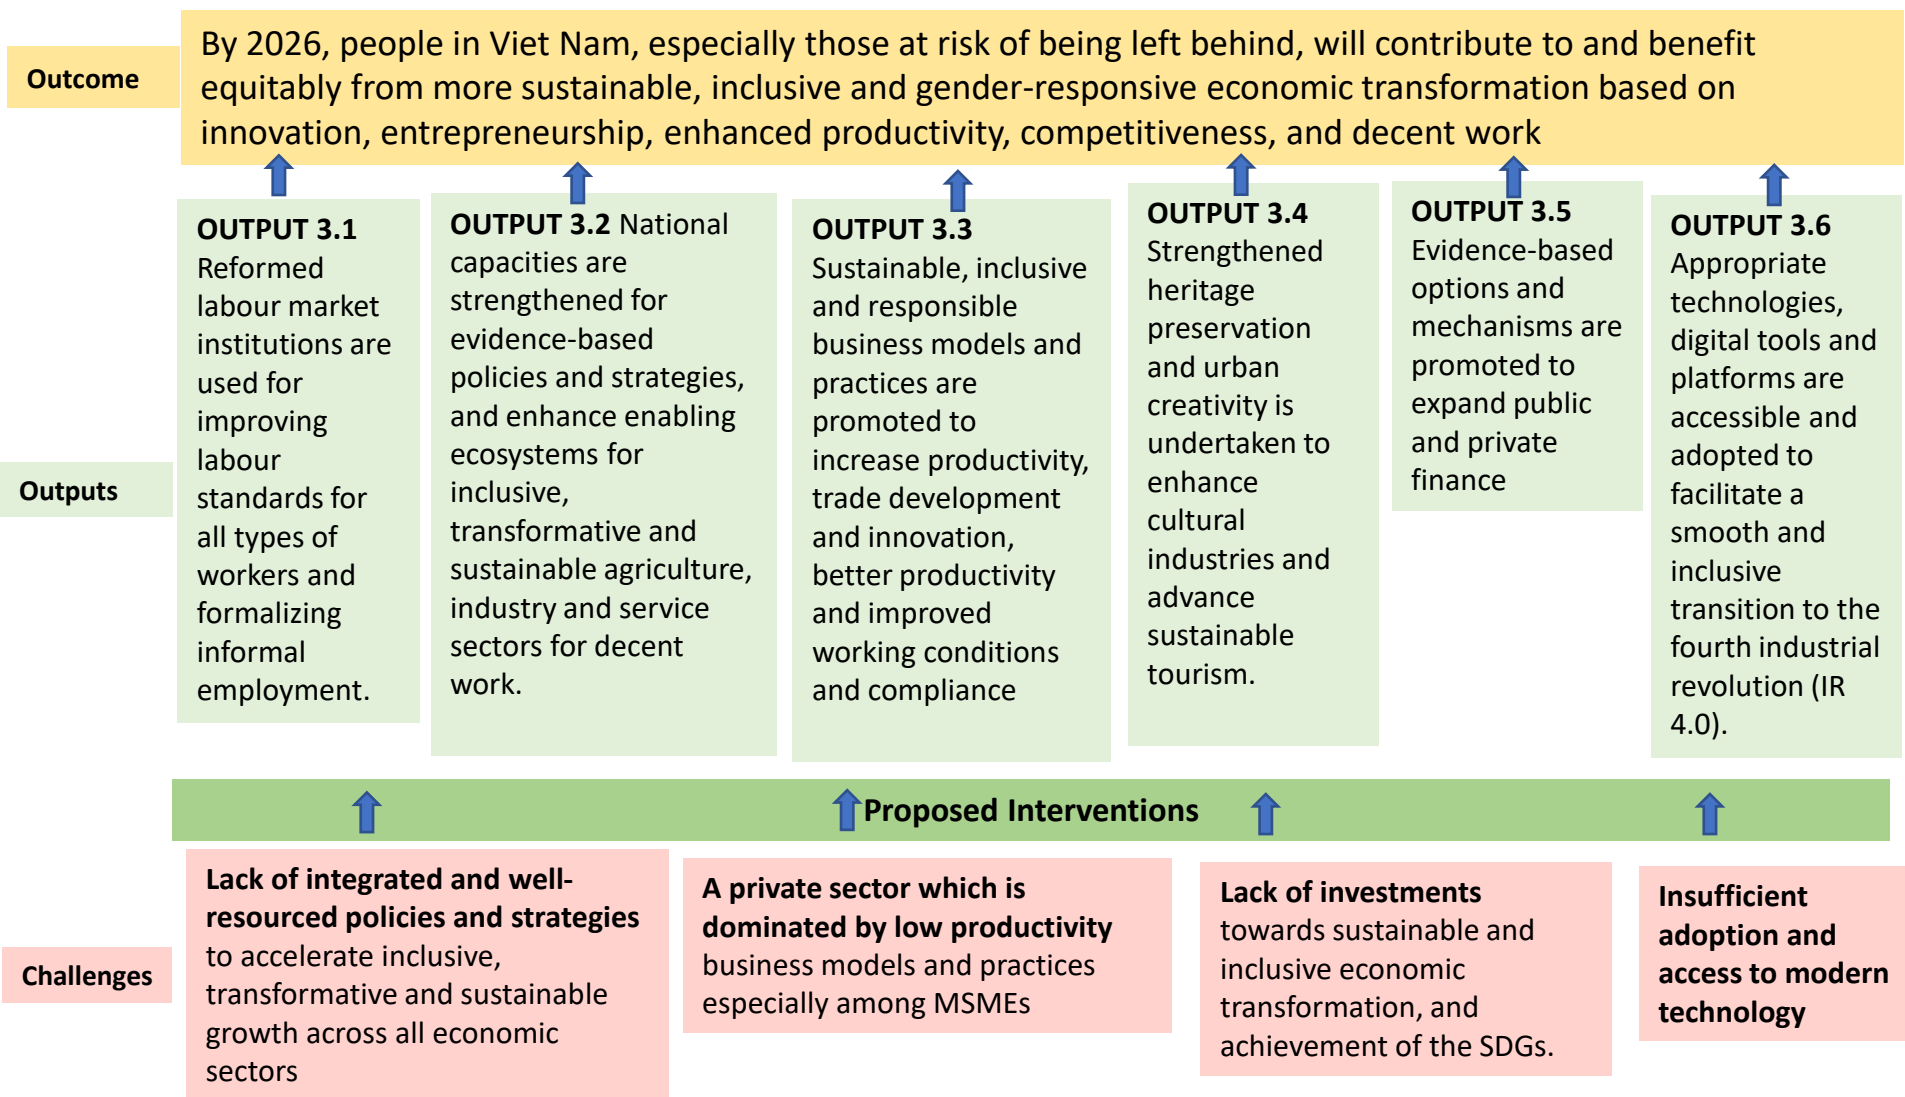 Outcome
By 2026, people in Viet Nam, especially those at risk of being left behind, will contribute to and benefit
equitably from more sustainable, inclusive and gender-responsive economic transformation based on
innovation, entrepreneurship, enhanced productivity, competitiveness, and decent work
Outputs
OUTPUT 3.1
Reformed
labour market
institutions are
used for
improving
labour
standards for
all types of
workers and
formalizing
informal
employment.
OUTPUT 3.2 National
capacities are
strengthened for
evidence-based
policies and strategies,
and enhance enabling
ecosystems for
inclusive,
transformative and
sustainable agriculture,
industry and service
sectors for decent
work.
OUTPUT 3.3
Sustainable, inclusive
and responsible
business models and
practices are
promoted to
increase productivity,
trade development
and innovation,
better productivity
and improved
working conditions
and compliance
OUTPUT 3.4
Strengthened
heritage
preservation
and urban
creativity is
undertaken to
enhance
cultural
industries and
advance
sustainable
tourism.
OUTPUT 3.5
Evidence-based
options and
mechanisms are
promoted to
expand public
and private
finance
OUTPUT 3.6
Appropriate
technologies,
digital tools and
platforms are
accessible and
adopted to
facilitate a
smooth and
inclusive
transition to the
fourth industrial
revolution (IR
4.0).
Proposed Interventions
Challenges
Lack of integrated and well-
resourced policies and strategies
to accelerate inclusive,
transformative and sustainable
growth across all economic
sectors
A private sector which is
dominated by low productivity
business models and practices
especially among MSMEs
Lack of investments
towards sustainable and
inclusive economic
transformation, and
achievement of the SDGs.
Insufficient
adoption and
access to modern
technology